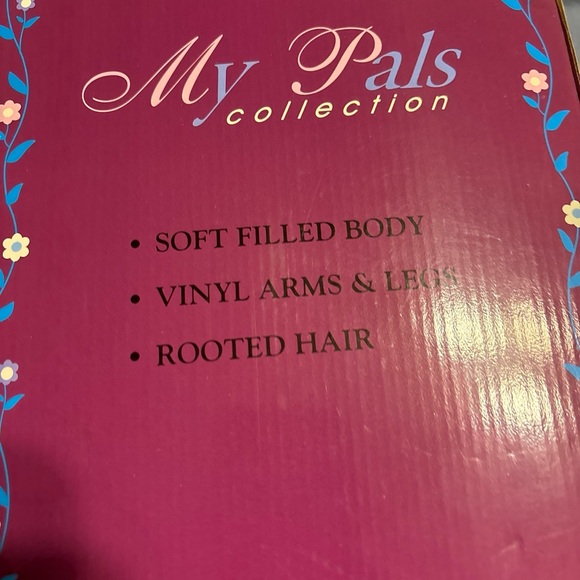 My Pals
collection
• SOFT FILLED BODY
• VINYL ARMS & LEGS
• ROOTED HAIR